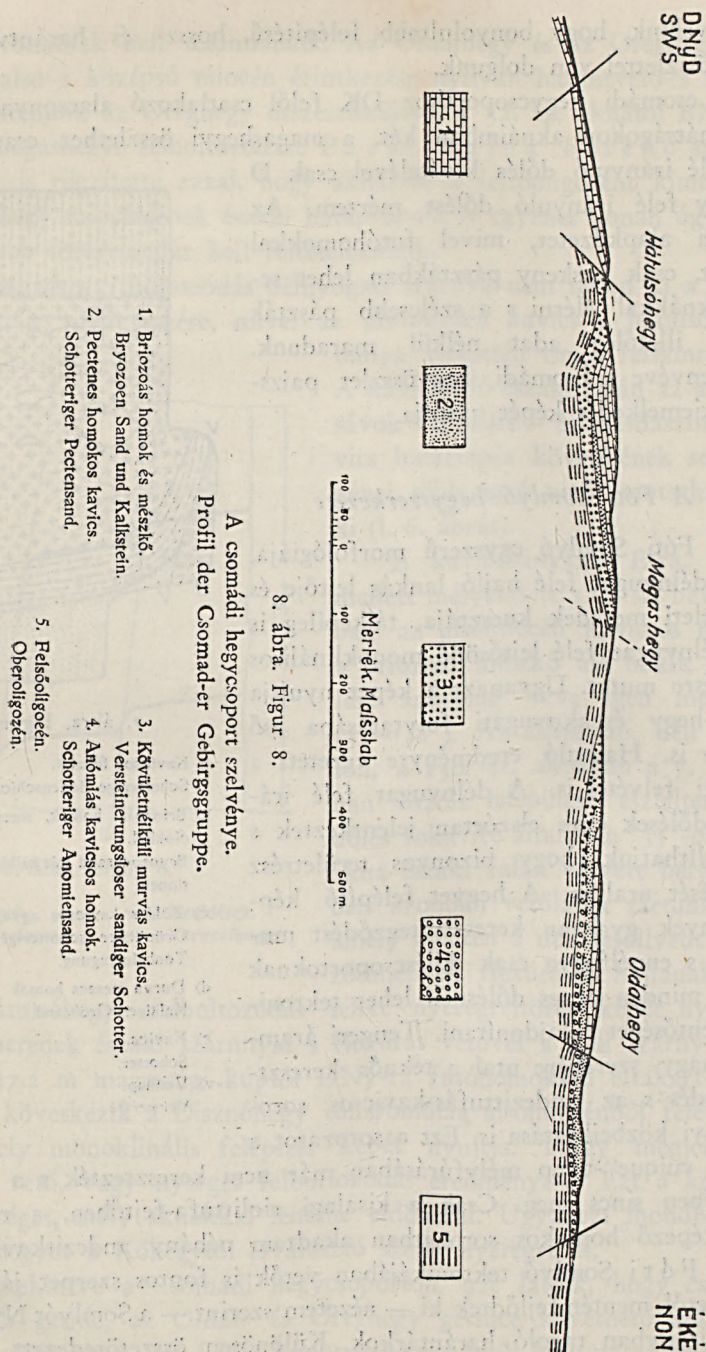 DNyD
SWS
ÉKÉ
NON
Hátulsóhegy
Magashegy
Oldalhegy
1
2
3
4
5
Mérték. Mafsstab
100 50 0 100 200 300 400 600 m
8. ábra. Figur 8.
A csomádi hegycsoport szelvénye.
Profil der Csomad-er Gebirgsgruppe.
1. Briozoás homok és mészkő.
Bryozoen Sand und Kalkstein.
2. Pectenes homokos kavics.
Schotteriger Pectensand.
3. Kövületnélküli murvás kavics.
Versteinerungsloser sandiger Schotter.
4. Anómiás kavicsos homok.
Schotteriger Anomiensand.
5. Felsőoligocén.
Oberoligozén.